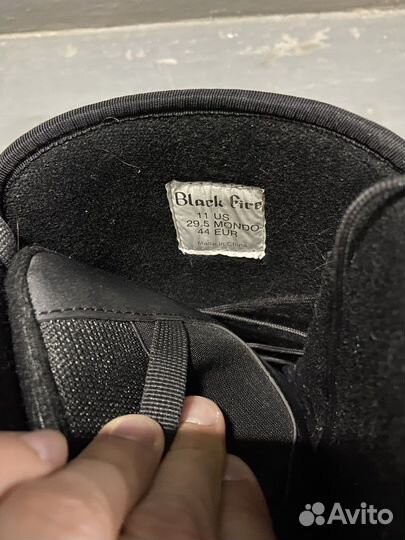 Black Fire
11 US
29.5 MONDO
44 EUR
Made in China
Avito